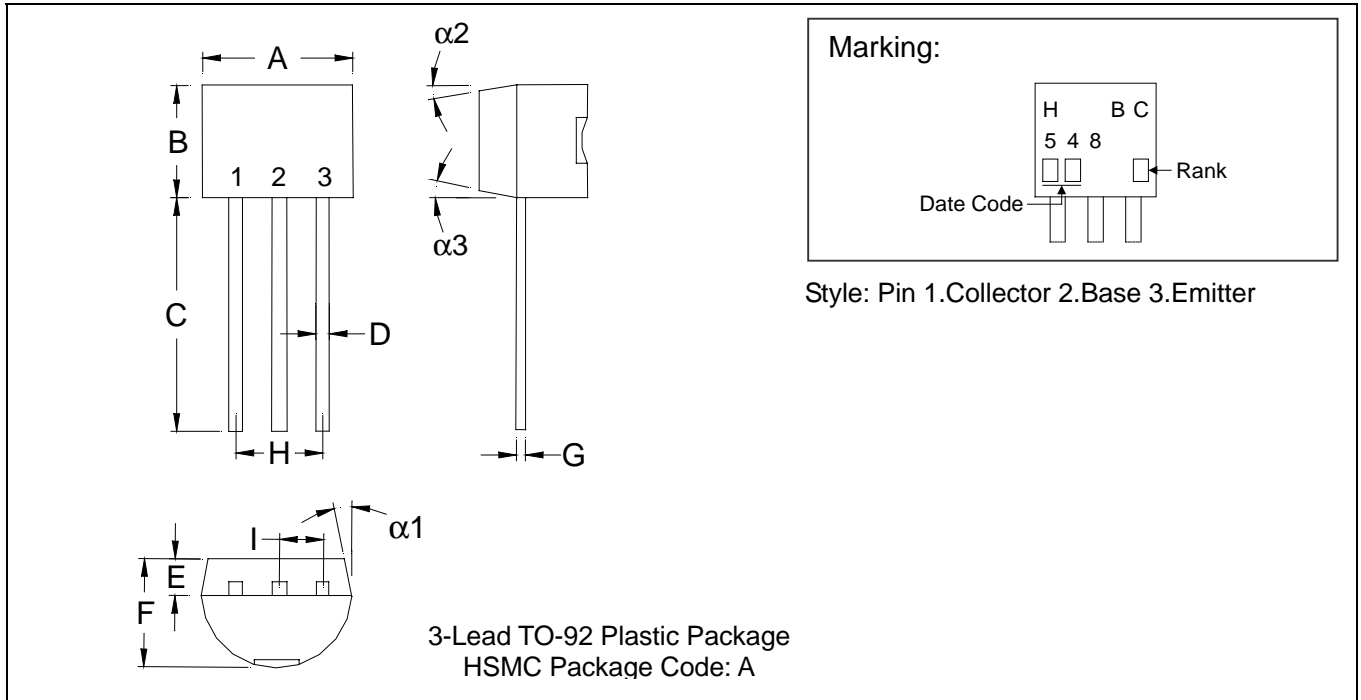 α2
A
B
1 2 3
α3
C
D
H
G
α1
I
E
F
3-Lead TO-92 Plastic Package
HSMC Package Code: A
Marking:
H B C
5 4 8
Rank
Date Code
Style: Pin 1.Collector 2.Base 3.Emitter